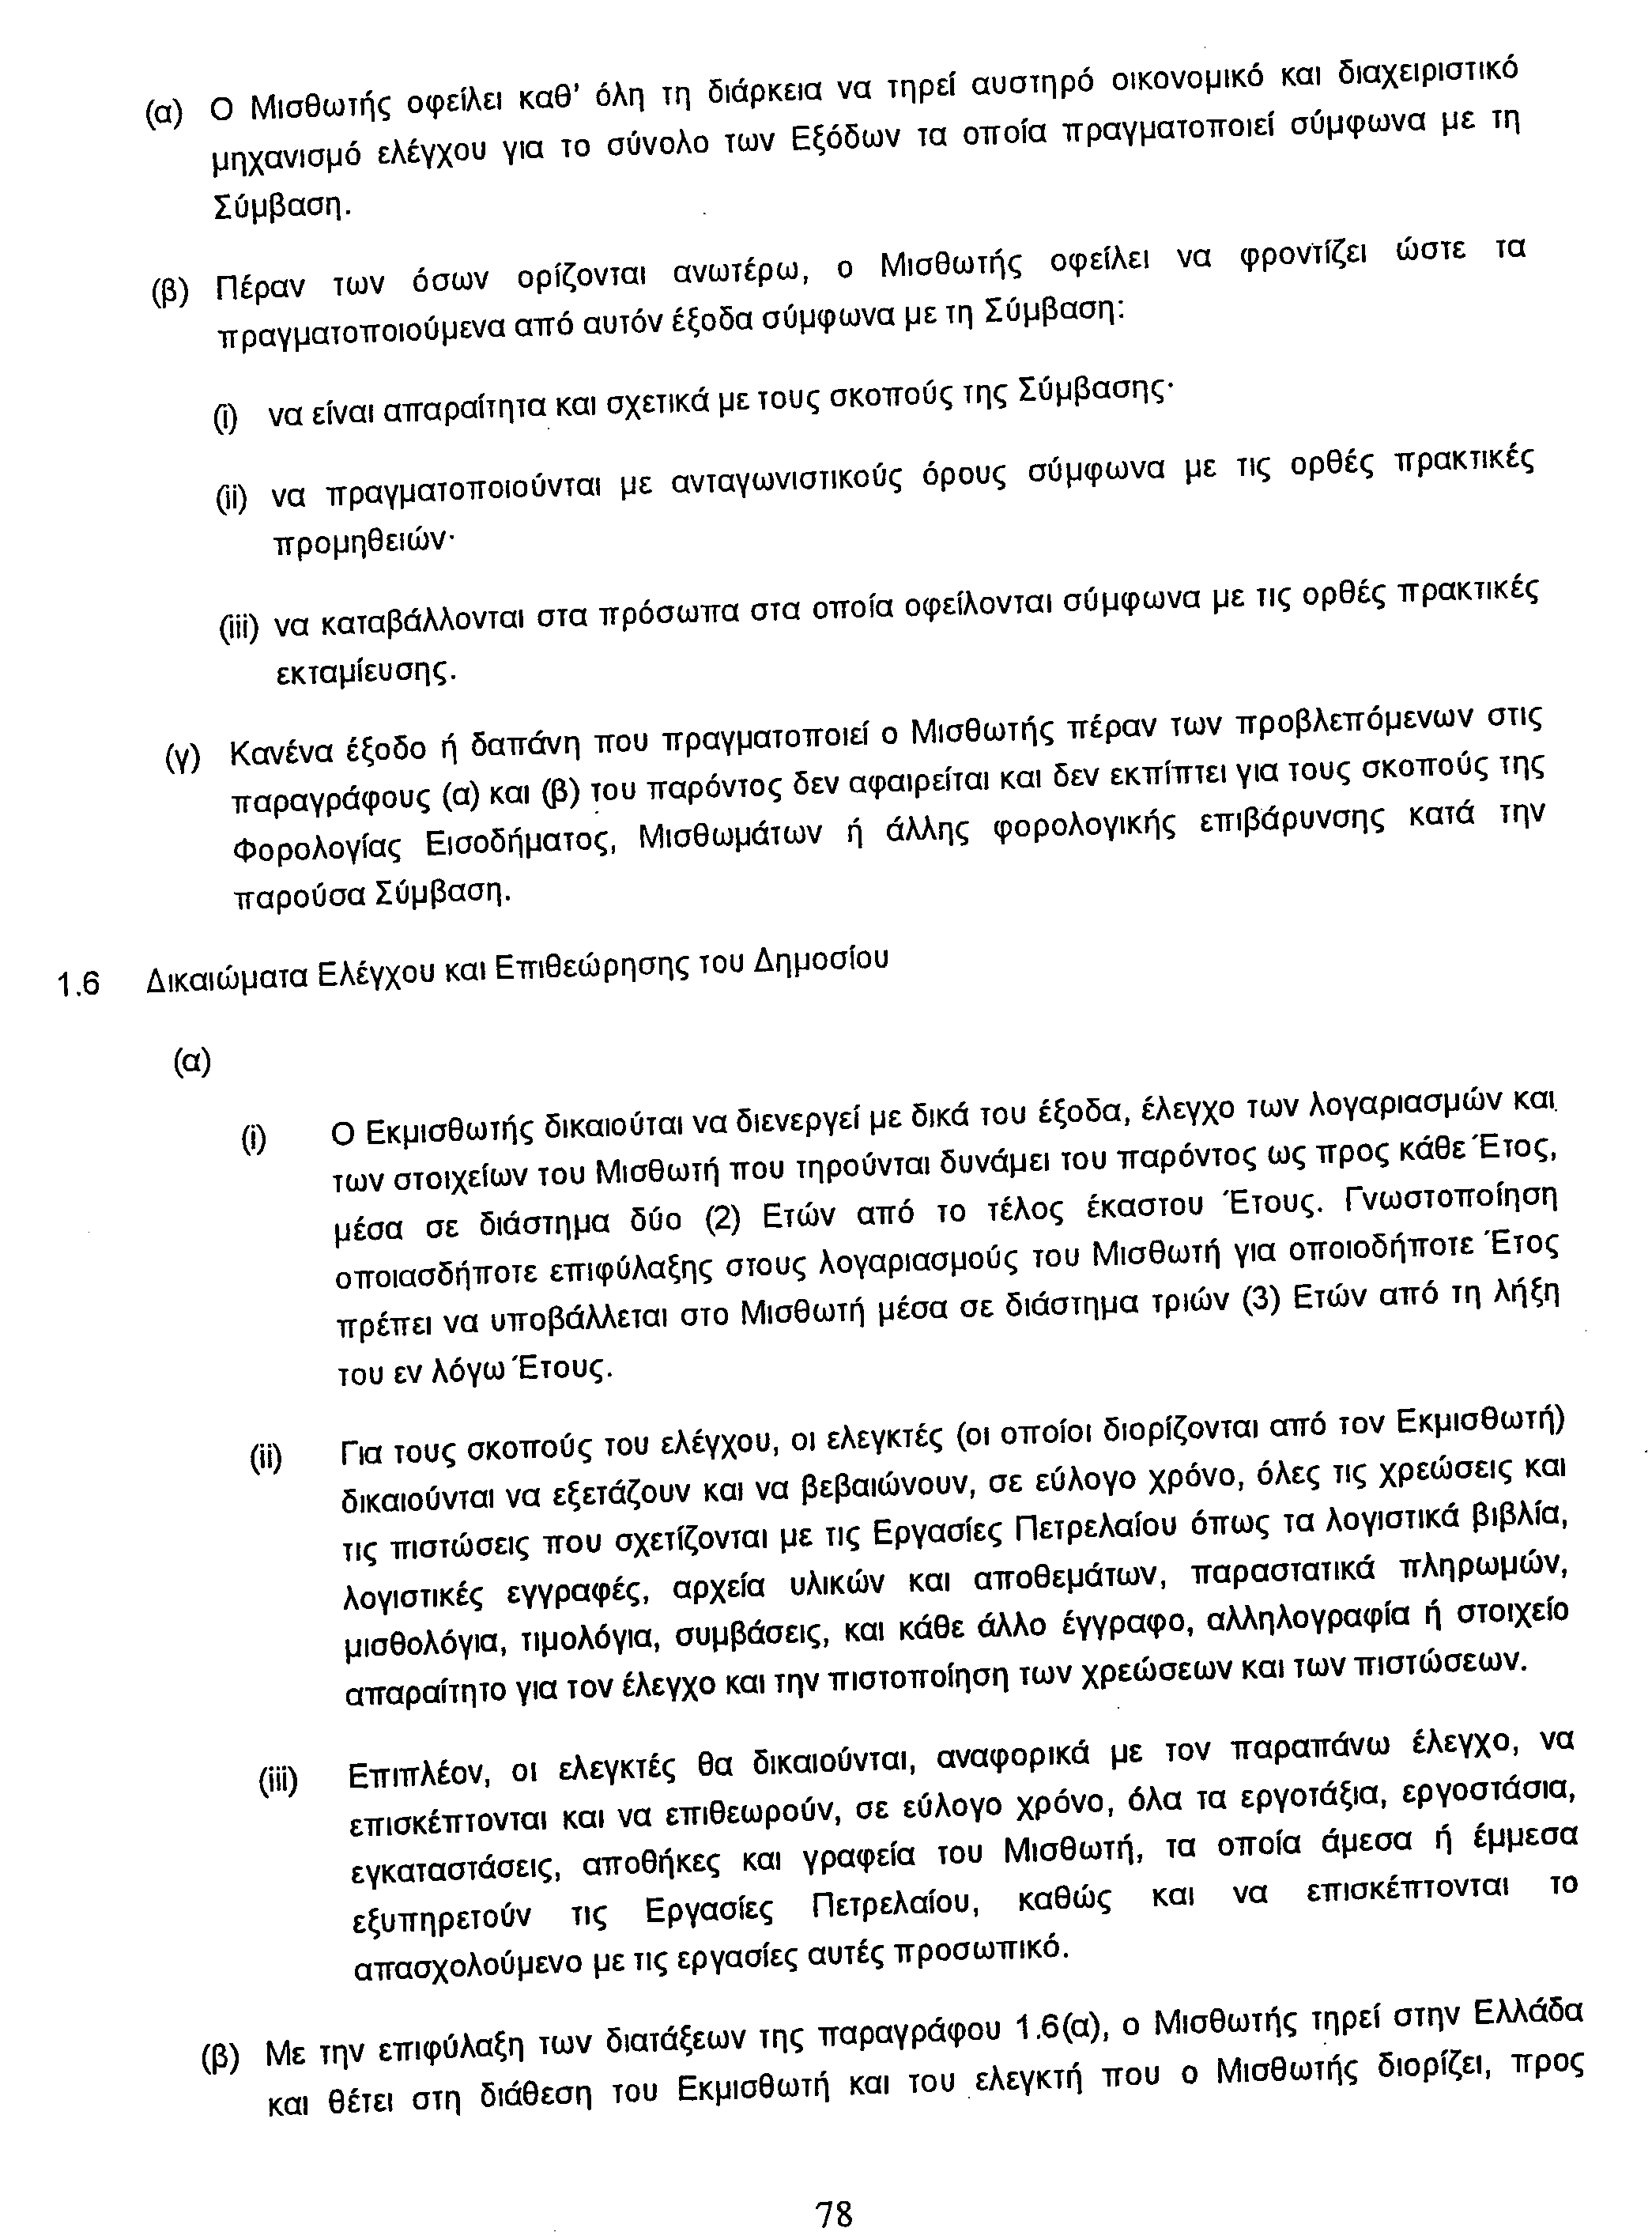 (α) Ο Μισθωτής οφείλει καθ' όλη τη διάρκεια να τηρεί αυστηρό οικονομικό και διαχειριστικό
μηχανισμό ελέγχου για το σύνολο των Εξόδων τα οποία πραγματοποιεί σύμφωνα με τη
Σύμβαση.
(β) Πέραν των όσων ορίζονται ανωτέρω, ο Μισθωτής οφείλει να φροντίζει ώστε τα
πραγματοποιούμενα από αυτόν έξοδα σύμφωνα με τη Σύμβαση:
(i) να είναι απαραίτητα και σχετικά με τους σκοπούς της Σύμβασης·
(ii) να πραγματοποιούνται με ανταγωνιστικούς όρους σύμφωνα με τις ορθές πρακτικές
προμηθειών·
(iii) να καταβάλλονται στα πρόσωπα στα οποία οφείλονται σύμφωνα με τις ορθές πρακτικές
εκταμίευσης.
(γ) Κανένα έξοδο ή δαπάνη που πραγματοποιεί ο Μισθωτής πέραν των προβλεπόμενων στις
παραγράφους (α) και (β) του παρόντος δεν αφαιρείται και δεν εκπίπτει για τους σκοπούς της
Φορολογίας Εισοδήματος, Μισθωμάτων ή άλλης φορολογικής επιβάρυνσης κατά την
παρούσα Σύμβαση.
1.6 Δικαιώματα Ελέγχου και Επιθεώρησης του Δημοσίου
(α)
(i) Ο Εκμισθωτής δικαιούται να διενεργεί με δικά του έξοδα, έλεγχο των λογαριασμών και
των στοιχείων του Μισθωτή που τηρούνται δυνάμει του παρόντος ως προς κάθε Έτος,
μέσα σε διάστημα δύο (2) Ετών από το τέλος έκαστου Έτους. Γνωστοποίηση
οποιασδήποτε επιφύλαξης στους λογαριασμούς του Μισθωτή για οποιοδήποτε Έτος
πρέπει να υποβάλλεται στο Μισθωτή μέσα σε διάστημα τριών (3) Ετών από τη λήξη
του εν λόγω Έτους.
(ii) Για τους σκοπούς του ελέγχου, οι ελεγκτές (οι οποίοι διορίζονται από τον Εκμισθωτή)
δικαιούνται να εξετάζουν και να βεβαιώνουν, σε εύλογο χρόνο, όλες τις χρεώσεις και
τις πιστώσεις που σχετίζονται με τις Εργασίες Πετρελαίου όπως τα λογιστικά βιβλία,
λογιστικές εγγραφές, αρχεία υλικών και αποθεμάτων, παραστατικά πληρωμών,
μισθολόγια, τιμολόγια, συμβάσεις, και κάθε άλλο έγγραφο, αλληλογραφία ή στοιχείο
απαραίτητο για τον έλεγχο και την πιστοποίηση των χρεώσεων και των πιστώσεων.
(iii) Επιπλέον, οι ελεγκτές θα δικαιούνται, αναφορικά με τον παραπάνω έλεγχο, να
επισκέπτονται και να επιθεωρούν, σε εύλογο χρόνο, όλα τα εργοτάξια, εργοστάσια,
εγκαταστάσεις, αποθήκες και γραφεία του Μισθωτή, τα οποία άμεσα ή έμμεσα
εξυπηρετούν τις Εργασίες Πετρελαίου, καθώς και να επισκέπτονται το
απασχολούμενο με τις εργασίες αυτές προσωπικό.
(β) Με την επιφύλαξη των διατάξεων της παραγράφου 1.6(α), ο Μισθωτής τηρεί στην Ελλάδα
και θέτει στη διάθεση του Εκμισθωτή και του ελεγκτή που ο Μισθωτής διορίζει, προς
78